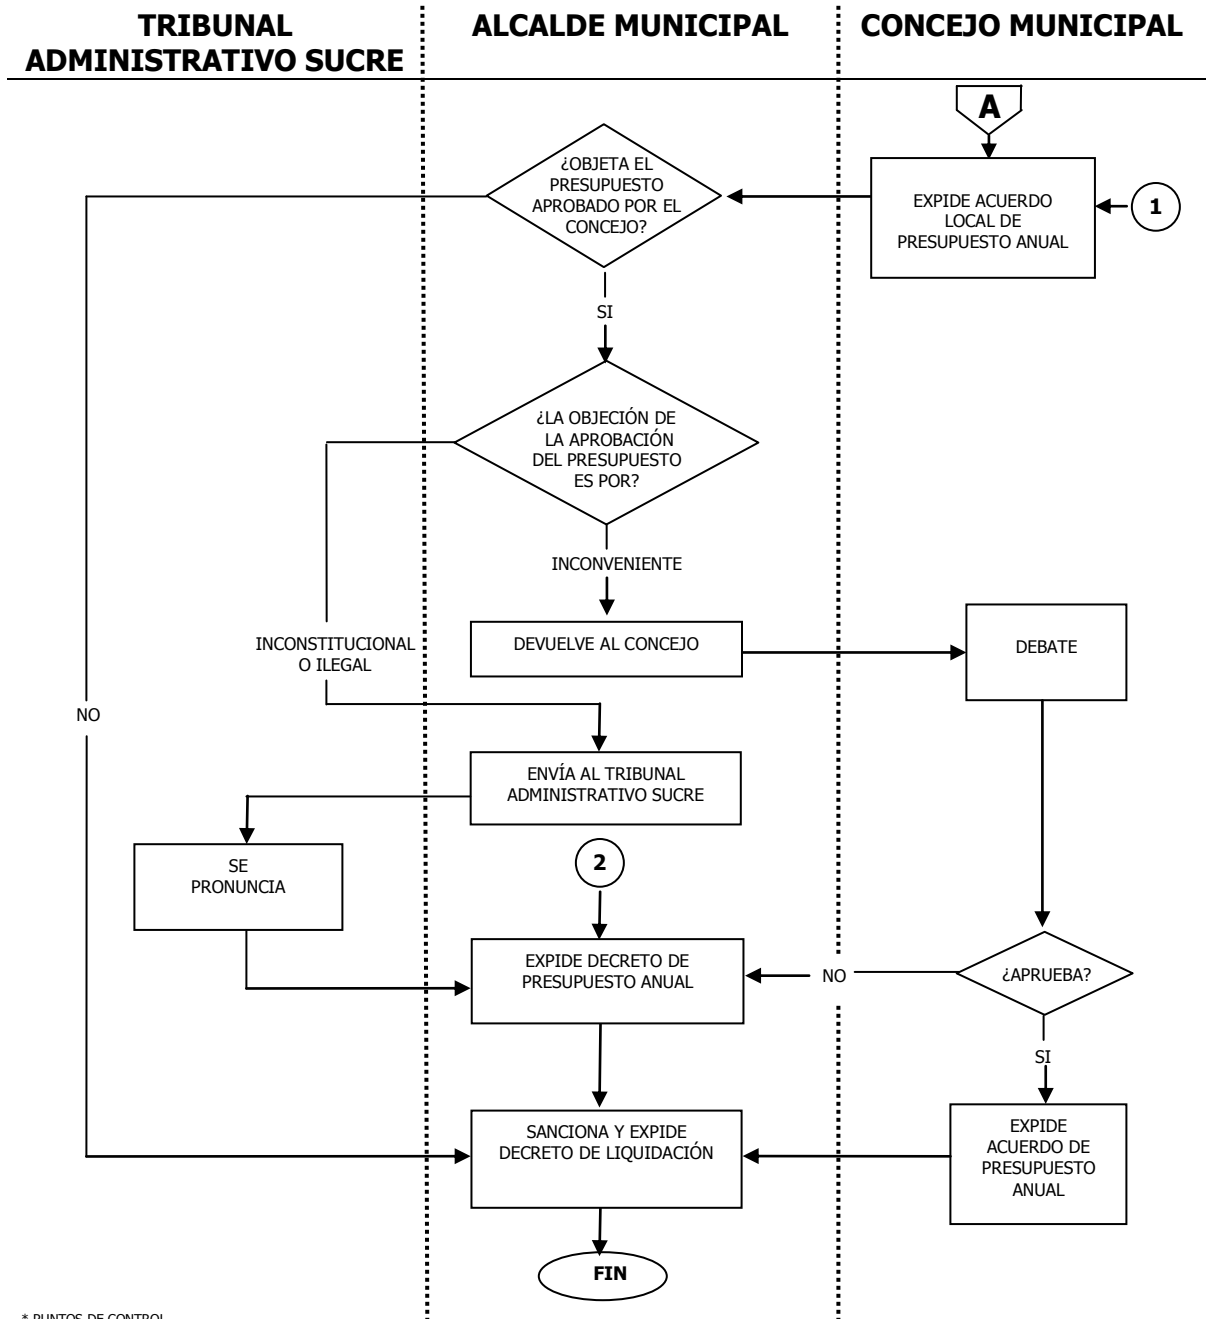 TRIBUNAL
ADMINISTRATIVO SUCRE
ALCALDE MUNICIPAL
CONCEJO MUNICIPAL
A
¿OBJETA EL
PRESUPUESTO
APROBADO POR EL
CONCEJO?
EXPIDE ACUERDO
LOCAL DE
PRESUPUESTO ANUAL
1
SI
¿LA OBJECIÓN DE
LA APROBACIÓN
DEL PRESUPUESTO
ES POR?
INCONVENIENTE
INCONSTITUCIONAL
O ILEGAL
DEVUELVE AL CONCEJO
DEBATE
NO
ENVÍA AL TRIBUNAL
ADMINISTRATIVO SUCRE
SE
PRONUNCIA
2
EXPIDE DECRETO DE
PRESUPUESTO ANUAL
NO
¿APRUEBA?
SI
SANCIONA Y EXPIDE
DECRETO DE LIQUIDACIÓN
EXPIDE
ACUERDO DE
PRESUPUESTO
ANUAL
FIN
* PUNTOS DE CONTROL